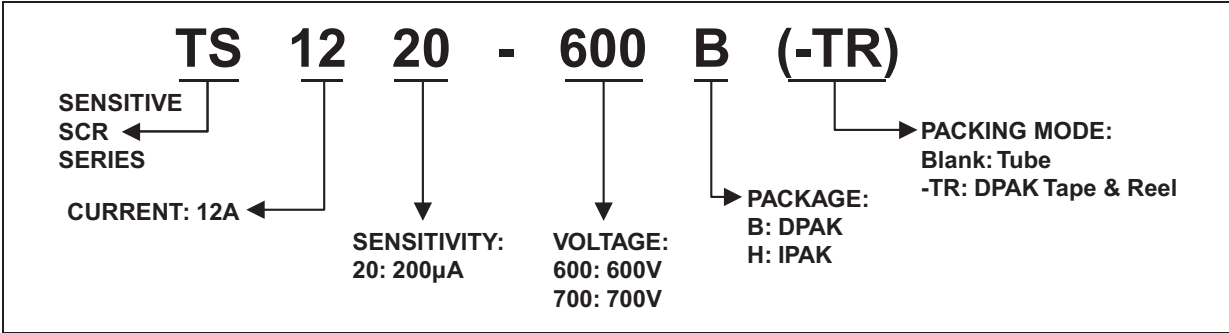 TS 12 20 - 600 B (-TR)
SENSITIVE
SCR
SERIES
CURRENT: 12A
SENSITIVITY:
20: 200µA
VOLTAGE:
600: 600V
700: 700V
PACKAGE:
B: DPAK
H: IPAK
PACKING MODE:
Blank: Tube
-TR: DPAK Tape & Reel